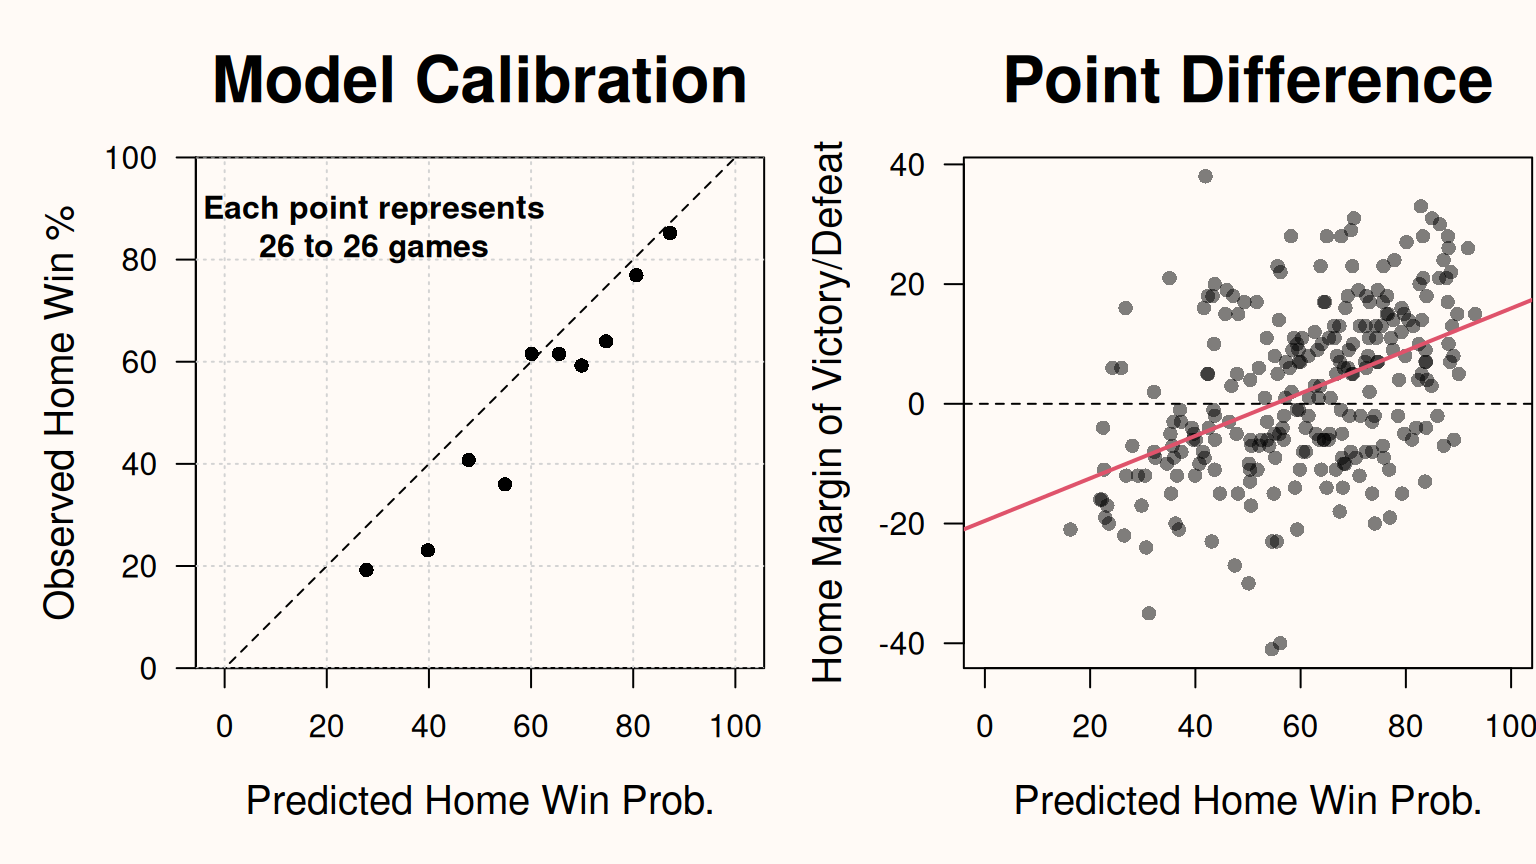 Model Calibration
Observed Home Win %
100
80
60
40
20
0
Each point represents
26 to 26 games
0 20 40 60 80 100
Predicted Home Win Prob.
Point Difference
Home Margin of Victory/Defeat
40
20
0
-20
-40
0 20 40 60 80 100
Predicted Home Win Prob.